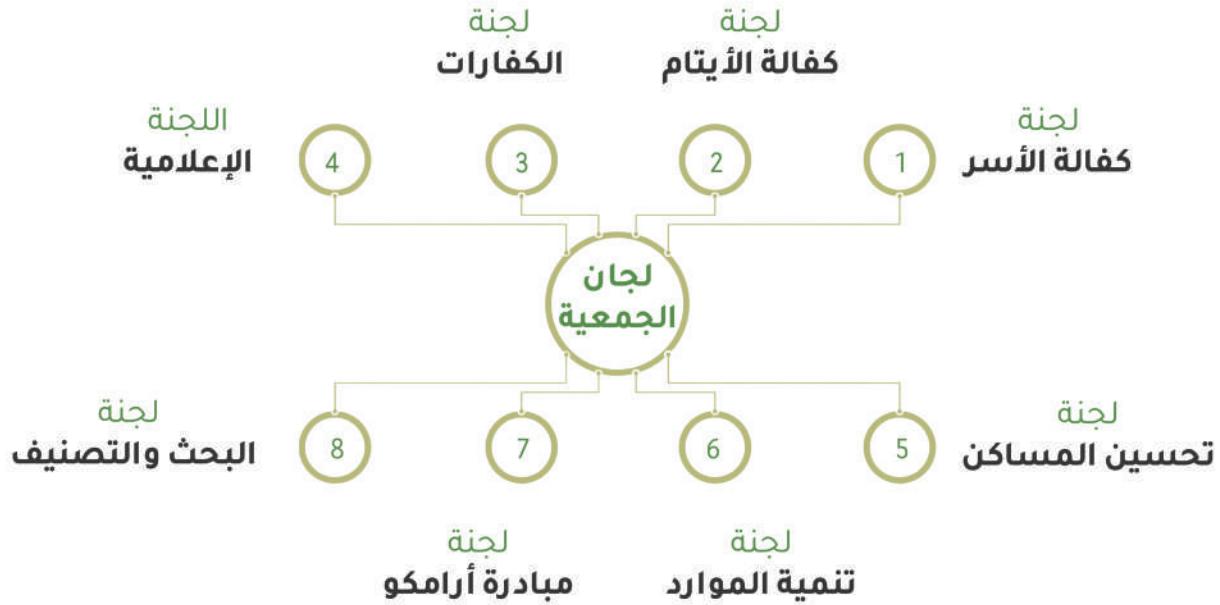 لجنة
كفالة الأسر
1
لجنة
كفالة الأيتام
2
لجنة
الكفارات
3
اللجنة
الإعلامية
4
لجان
الجمعية
لجنة
تحسين المساكن
5
لجنة
تنمية الموارد
6
لجنة
مبادرة أرامكو
7
لجنة
البحث والتصنيف
8